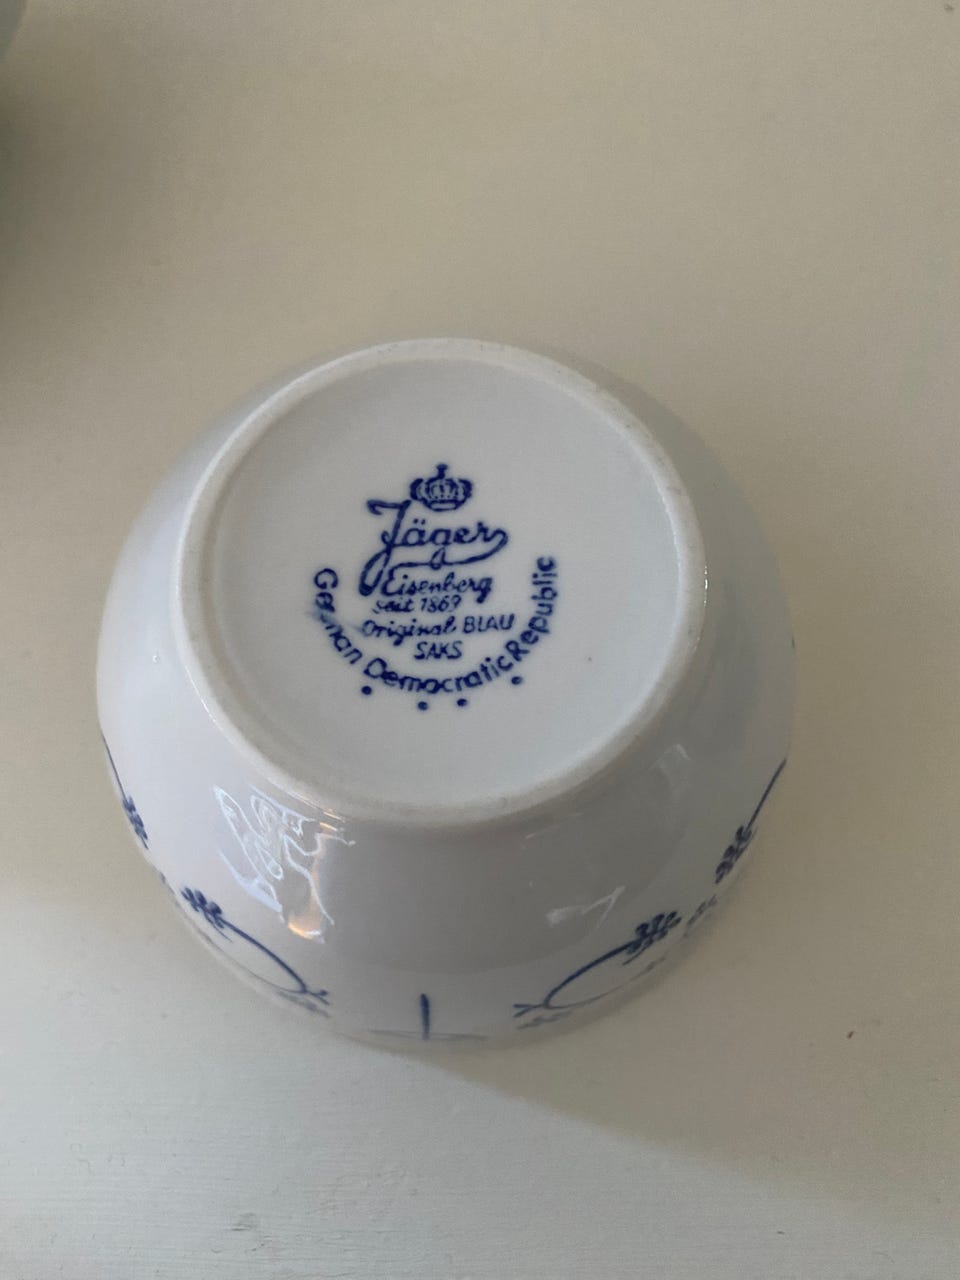 Jäger
Eisenberg
seit 1869
Original BLAU
SAKS
German Democratic Republic